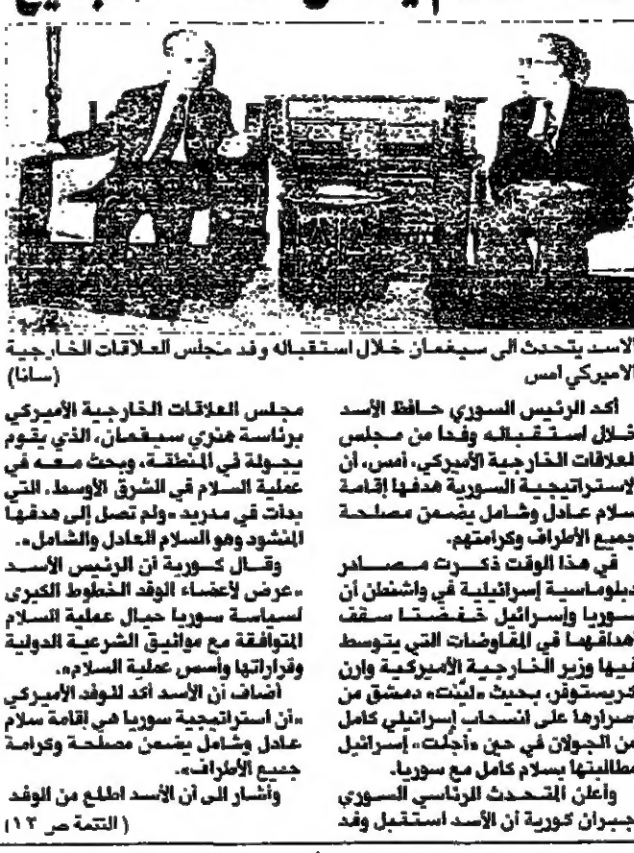 الاسد يتحدث الى سيغمان خلال استقباله وفد مجلس العلاقات الخارجية
الاميركي امس (سانا)
أكد الرئيس السوري حافظ الأسد
خلال استقباله وفدا من مجلس
العلاقات الخارجية الأميركي، أمس، أن
الاستراتيجية السورية هدفها إقامة
سلام عادل وشامل يضمن مصلحة
جميع الأطراف وكرامتهم.
في هذا الوقت ذكرت مصادر
دبلوماسية إسرائيلية في واشنطن أن
سوريا وإسرائيل خفضتا سقف
أهدافهما في المفاوضات التي يتوسط
فيها وزير الخارجية الأميركية وارن
كريستوفر، بحيث «ليّنت» دمشق من
إصرارها على انسحاب إسرائيلي كامل
من الجولان في حين «أجلت» إسرائيل
مطالبتها بسلام كامل مع سوريا.
وأعلن المتحدث الرئاسي السوري
جبران كورية أن الأسد استقبل وفد
مجلس العلاقات الخارجية الأميركي
برئاسة هنري سيغمان، الذي يقوم
بجولة في المنطقة، وبحث معه في
عملية السلام في الشرق الأوسط، التي
بدأت في مدريد «ولم تصل إلى هدفها
المنشود وهو السلام العادل والشامل».
وقال كورية أن الرئيس الأسد
«عرض لأعضاء الوفد الخطوط الكبرى
لسياسة سوريا حيال عملية السلام
المتوافقة مع مواثيق الشرعية الدولية
وقراراتها وأسس عملية السلام».
أضاف أن الأسد أكد للوفد الأميركي
«أن استراتيجية سوريا هي اقامة سلام
عادل وشامل يضمن مصلحة وكرامة
جميع الأطراف».
وأشار الى أن الأسد اطلع من الوفد
(التتمة ص ١٢)